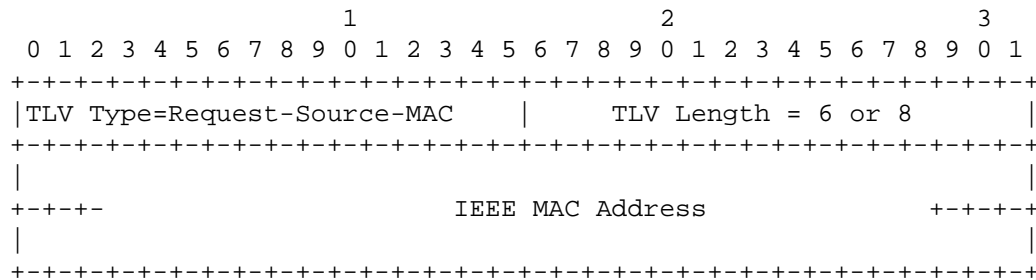 1                   2                   3
 0 1 2 3 4 5 6 7 8 9 0 1 2 3 4 5 6 7 8 9 0 1 2 3 4 5 6 7 8 9 0 1
+-+-+-+-+-+-+-+-+-+-+-+-+-+-+-+-+-+-+-+-+-+-+-+-+-+-+-+-+-+-+-+-+
|TLV Type=Request-Source-MAC    |     TLV Length = 6 or 8       |
+-+-+-+-+-+-+-+-+-+-+-+-+-+-+-+-+-+-+-+-+-+-+-+-+-+-+-+-+-+-+-+-+
|                                                               |
+-+-+-                      IEEE MAC Address              +-+-+-+
|                                                               |
+-+-+-+-+-+-+-+-+-+-+-+-+-+-+-+-+-+-+-+-+-+-+-+-+-+-+-+-+-+-+-+-+